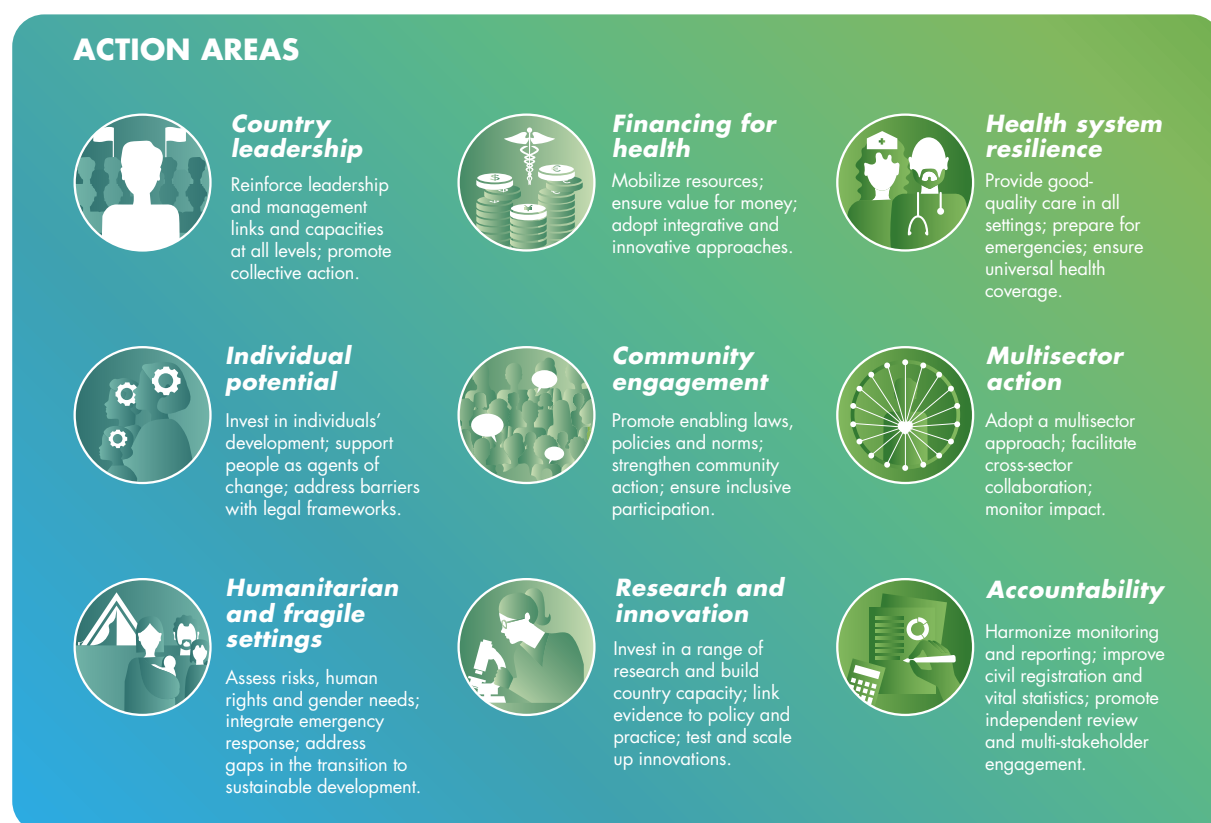 ACTION AREAS
Country
leadership
Reinforce leadership
and management
links and capacities
at all levels; promote
collective action.
Financing for
health
Mobilize resources;
ensure value for money;
adopt integrative and
innovative approaches.
Health system
resilience
Provide good-
quality care in all
settings; prepare for
emergencies; ensure
universal health
coverage.
Individual
potential
Invest in individuals’
development; support
people as agents of
change; address barriers
with legal frameworks.
Community
engagement
Promote enabling laws,
policies and norms;
strengthen community
action; ensure inclusive
participation.
Multisector
action
Adopt a multisector
approach; facilitate
cross-sector
collaboration;
monitor impact.
Humanitarian
and fragile
settings
Assess risks, human
rights and gender needs;
integrate emergency
response; address
gaps in the transition to
sustainable development.
Research and
innovation
Invest in a range of
research and build
country capacity; link
evidence to policy and
practice; test and scale
up innovations.
Accountability
Harmonize monitoring
and reporting; improve
civil registration and
vital statistics; promote
independent review
and multi-stakeholder
engagement.